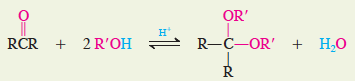 O OR′
RCR + 2 R′OH H⁺ R–C–OR′ + H₂O
R